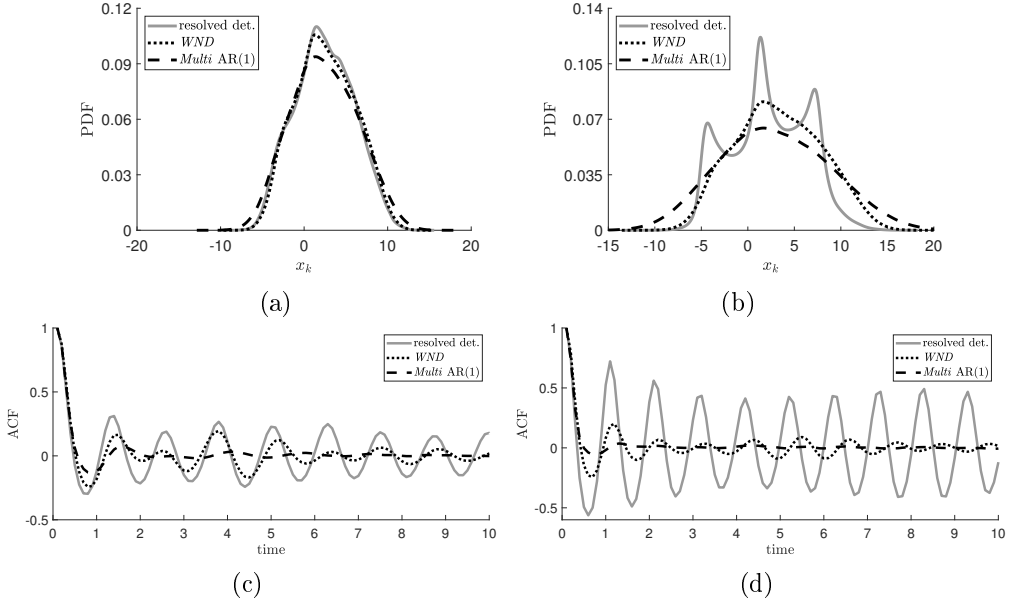 0.12
0.09
0.06
0.03
0
PDF
resolved det.
WND
Multi AR(1)
-20 -10 0 10 20
x_k
(a)
0.14
0.105
0.07
0.035
0
PDF
resolved det.
WND
Multi AR(1)
-15 -10 -5 0 5 10 15 20
x_k
(b)
1
0.5
0
-0.5
ACF
resolved det.
WND
Multi AR(1)
0 1 2 3 4 5 6 7 8 9 10
time
(c)
1
0.5
0
-0.5
ACF
resolved det.
WND
Multi AR(1)
0 1 2 3 4 5 6 7 8 9 10
time
(d)